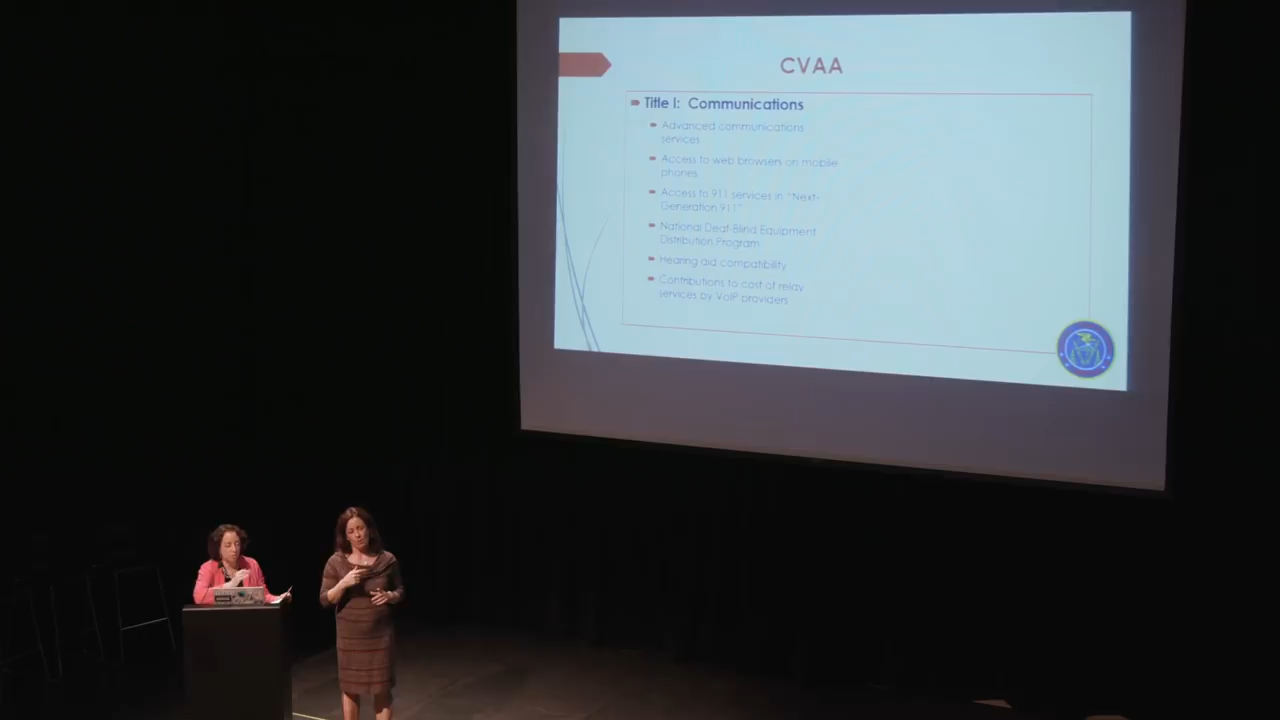 CVAA
Title I: Communications
Advanced communications
services
Access to web browsers on mobile
phones
Access to 911 services in “Next-
Generation 911”
National Deaf-Blind Equipment
Distribution Program
Hearing aid compatibility
Contributions to cost of relay
services by VoIP providers